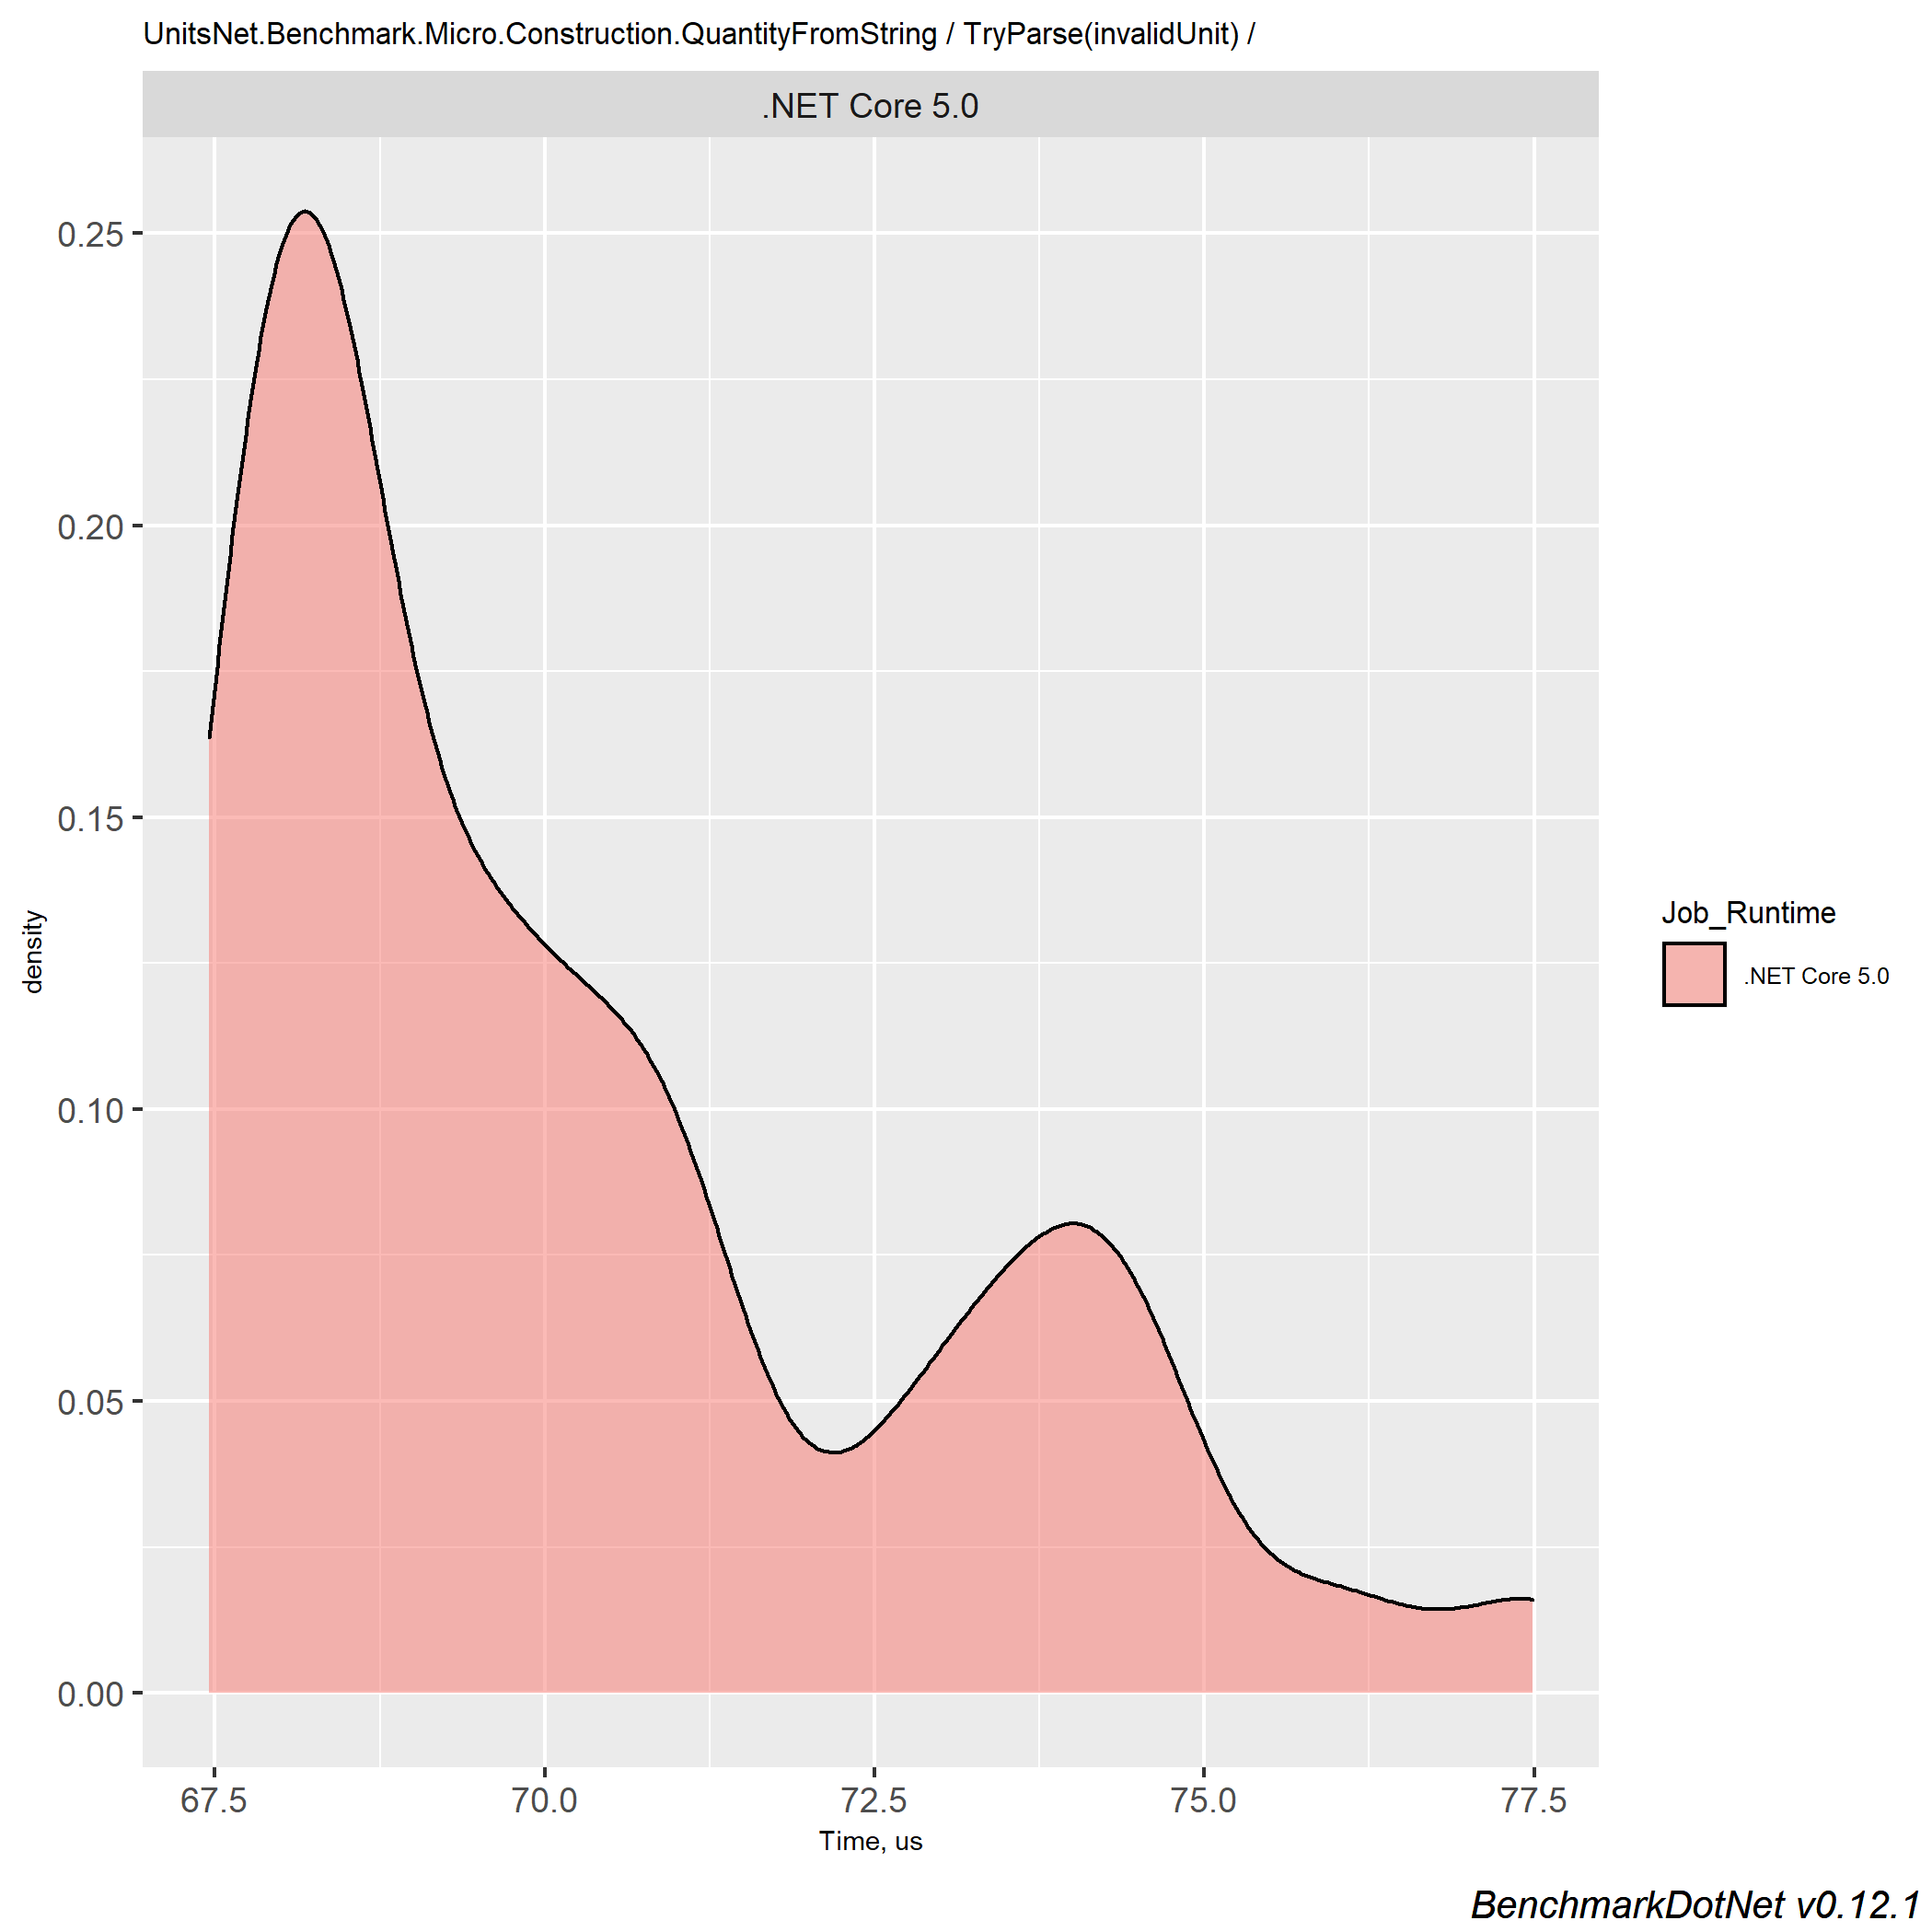 UnitsNet.Benchmark.Micro.Construction.QuantityFromString / TryParse(invalidUnit) /
.NET Core 5.0
0.25
0.20
0.15
0.10
0.05
0.00
density
67.5 70.0 72.5 75.0 77.5
Time, us
Job_Runtime
.NET Core 5.0
BenchmarkDotNet v0.12.1